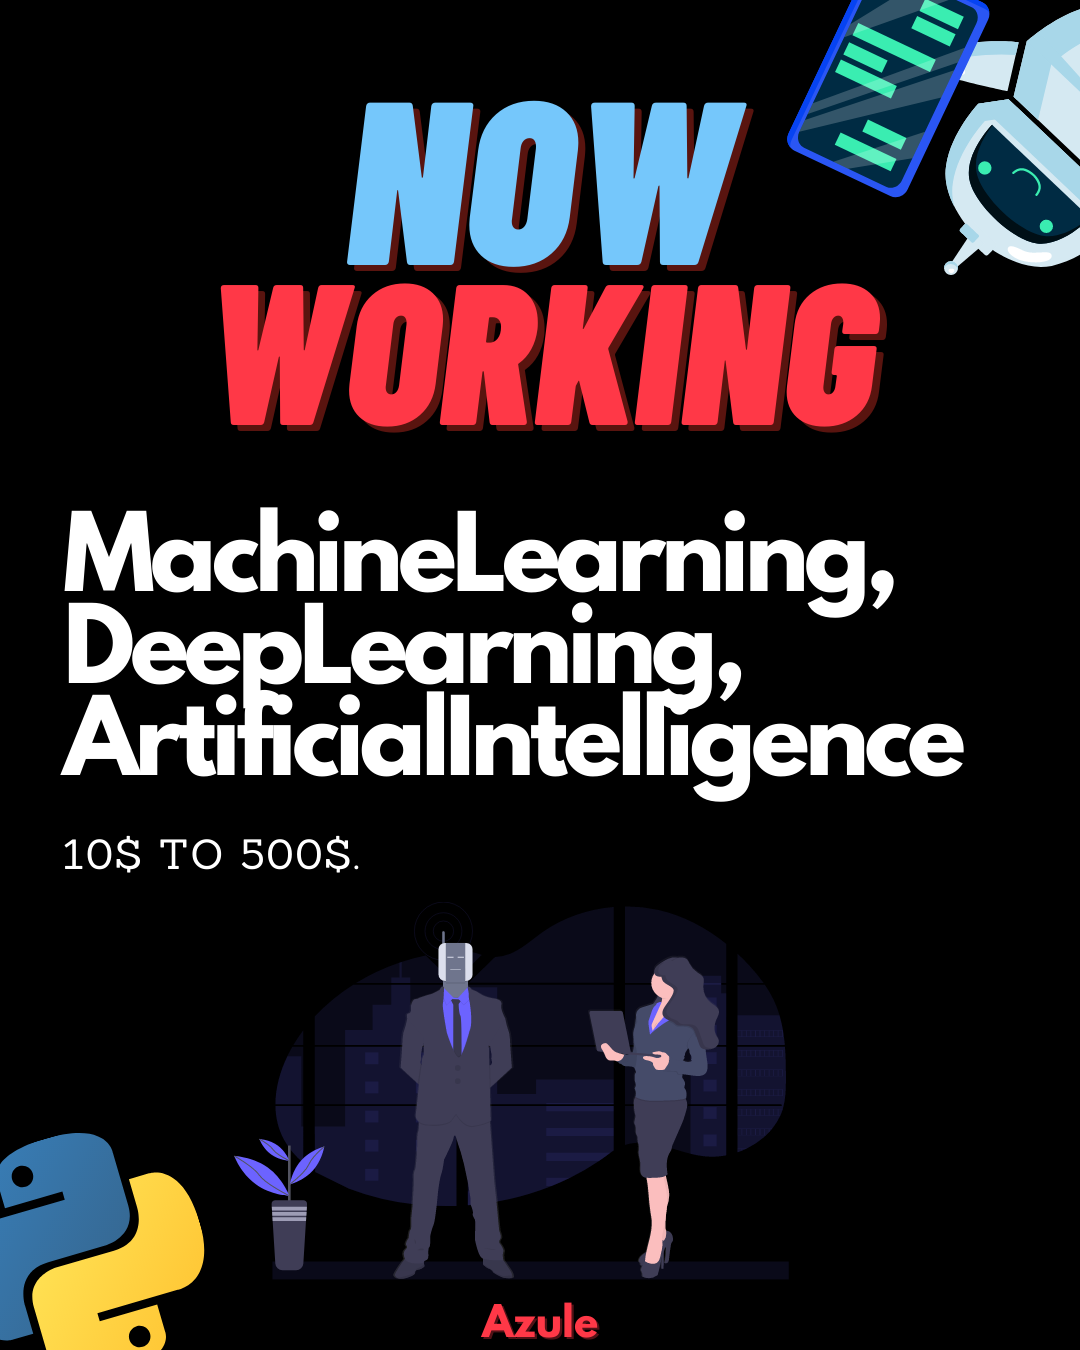 NOW
WORKING
MachineLearning,
DeepLearning,
ArtificialIntelligence
10$ TO 500$.
Azule